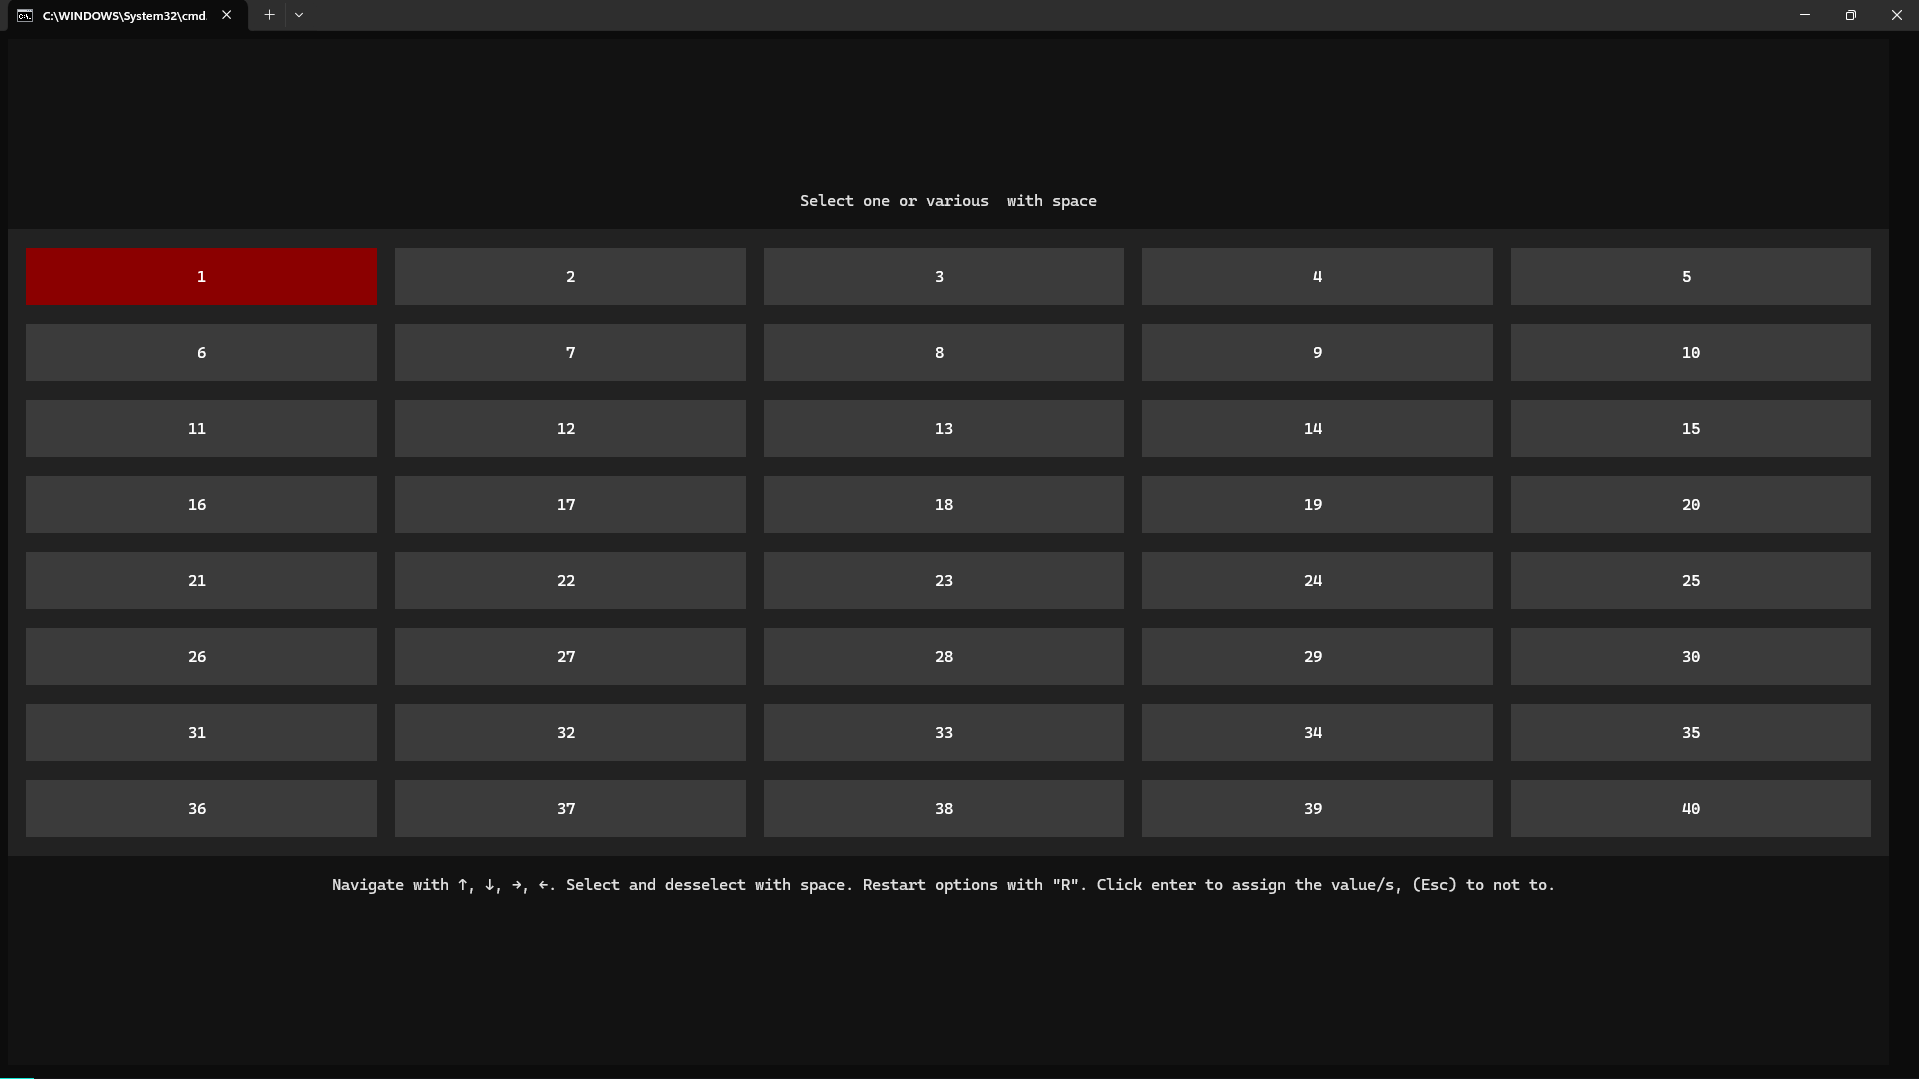 C:\WINDOWS\System32\cmd.
Select one or various  with space
1 2 3 4 5
6 7 8 9 10
11 12 13 14 15
16 17 18 19 20
21 22 23 24 25
26 27 28 29 30
31 32 33 34 35
36 37 38 39 40
Navigate with ↑, ↓, →, ←. Select and desselect with space. Restart options with "R". Click enter to assign the value/s, (Esc) to not to.